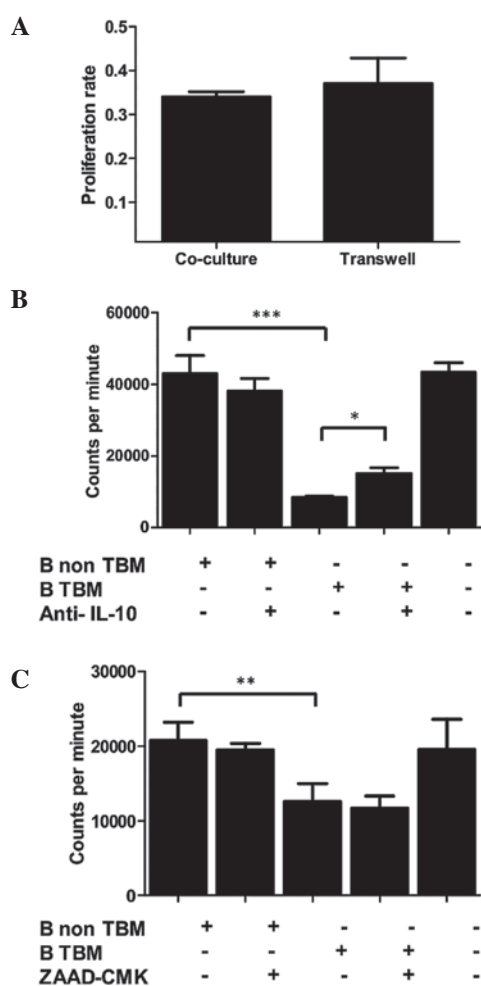 A
0.5
0.4
0.3
0.2
0.1
Proliferation rate
Co-culture Transwell
B
60000
40000
20000
0
Counts per minute
***
*
B non TBM + + - - -
B TBM - - + + -
Anti- IL-10 - + - + -
C
30000
20000
10000
0
Counts per minute
**
B non TBM + + - - -
B TBM - - + + -
ZAAD-CMK - + - + -